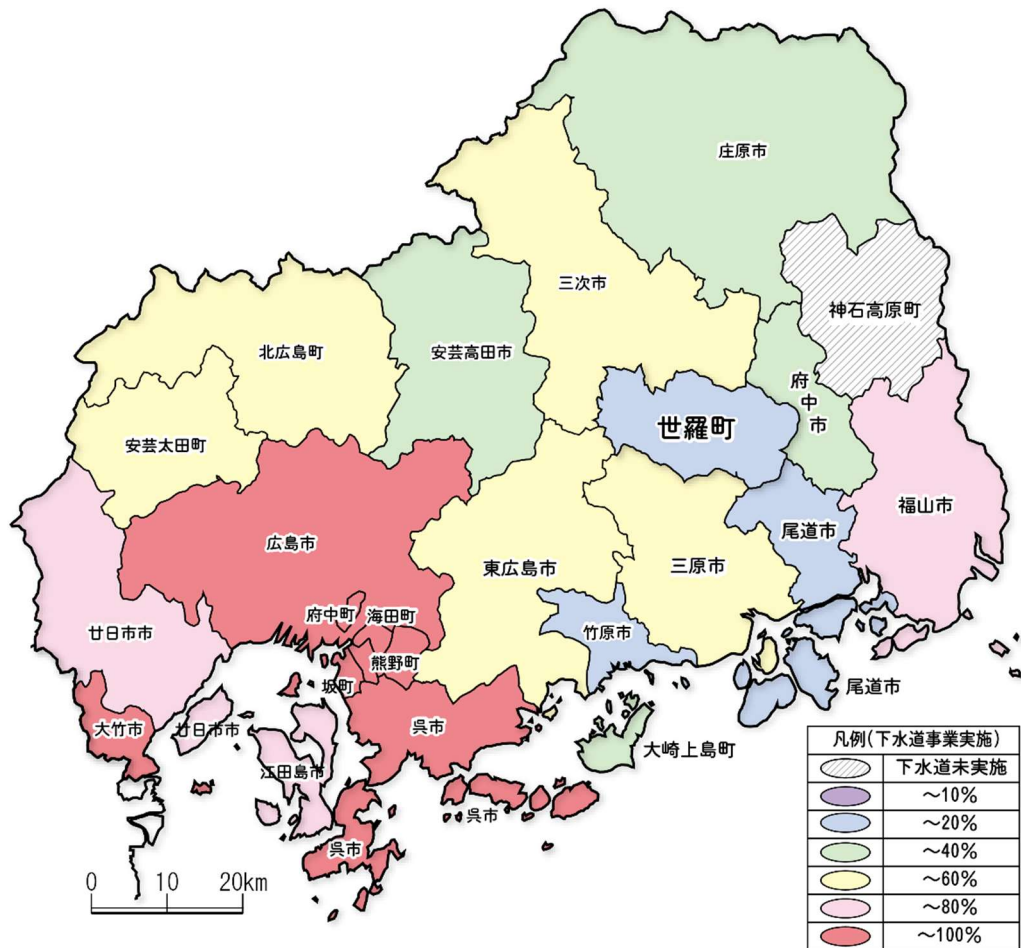 庄原市
三次市
神石高原町
北広島町
安芸高田市
府中市
世羅町
安芸太田町
福山市
尾道市
広島市
東広島市
三原市
府中町
海田町
竹原市
廿日市市
熊野町
坂町
尾道市
大竹市
廿日市市
呉市
大崎上島町
江田島市
呉市
呉市
凡例(下水道事業実施)
下水道未実施
～10%
～20%
～40%
～60%
～80%
～100%
0 10 20km